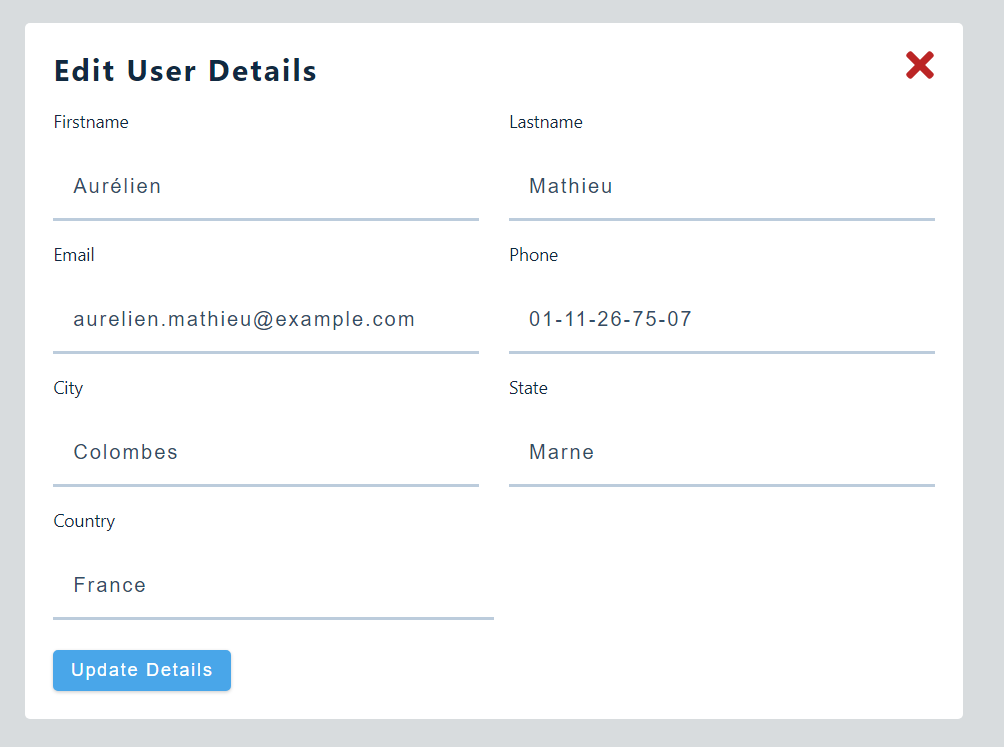 Edit User Details
Firstname
Lastname
Aurélien
Mathieu
Email
Phone
aurelien.mathieu@example.com
01-11-26-75-07
City
State
Colombes
Marne
Country
France
Update Details